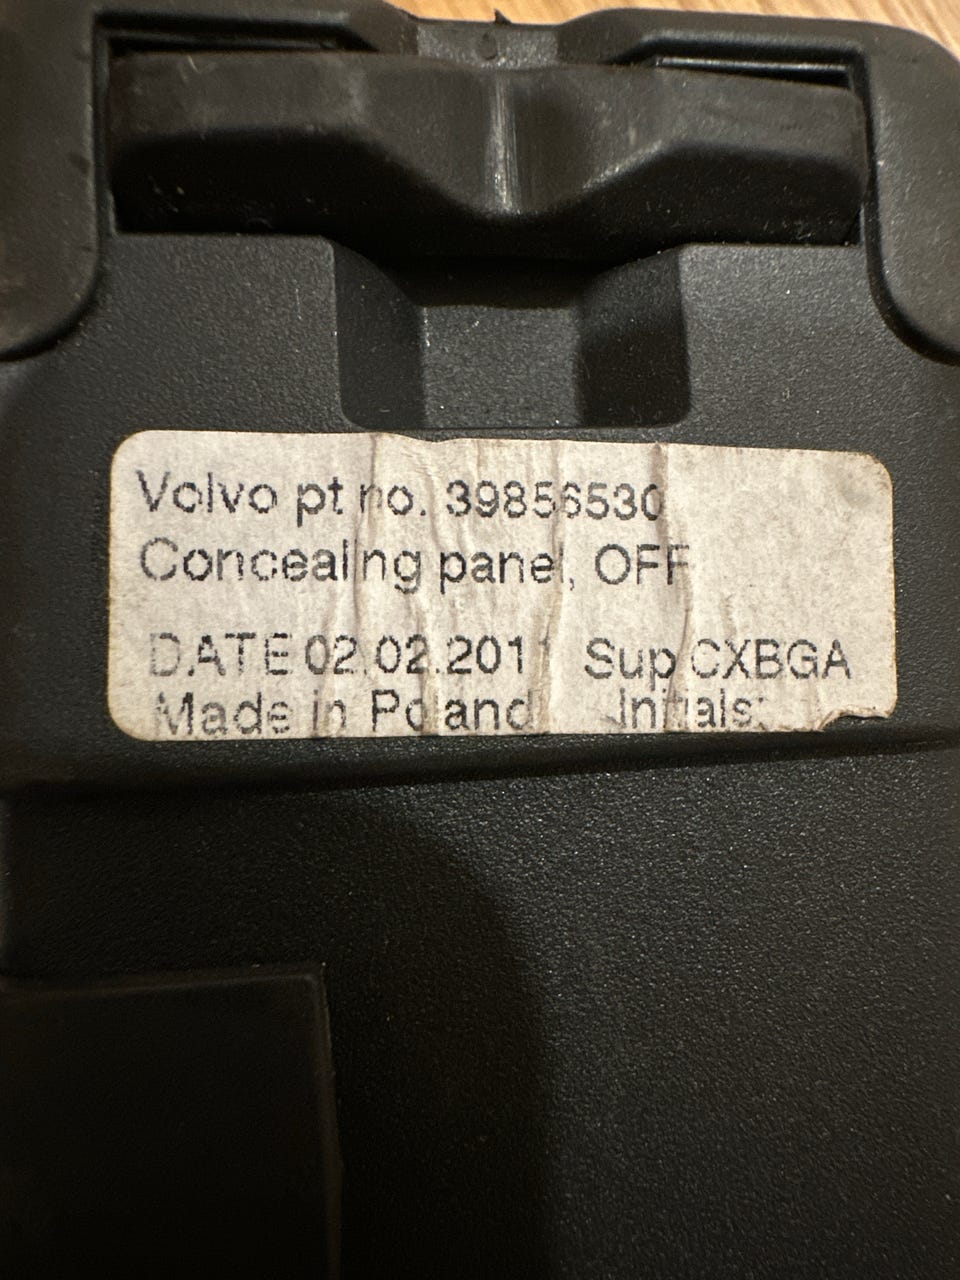 Volvo pt no. 39856530
Concealing panel, OFF
DATE 02.02.2011 Sup CXBGA
Made in Poland Initials: